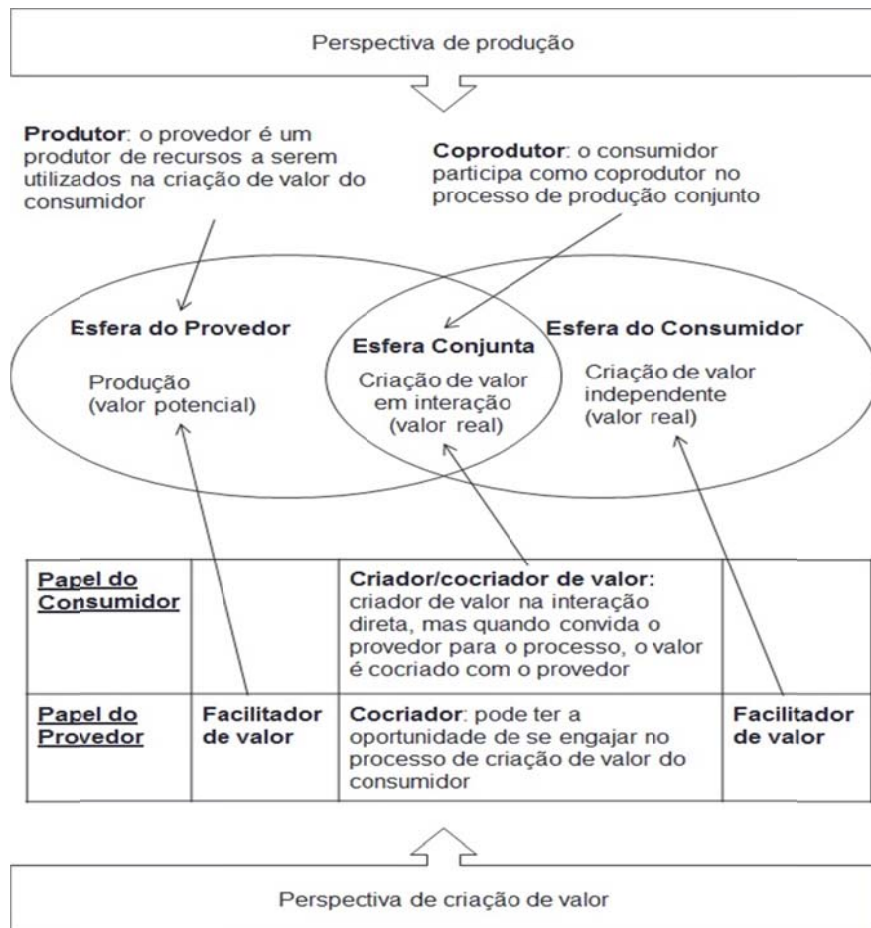 Perspectiva de produção
Produtor: o provedor é um
produtor de recursos a serem
utilizados na criação de valor do
consumidor
Coprodutor: o consumidor
participa como coprodutor no
processo de produção conjunto
Esfera do Provedor
Produção
(valor potencial)
Esfera Conjunta
Criação de valor
em interação
(valor real)
Esfera do Consumidor
Criação de valor
independente
(valor real)
Papel do
Consumidor
Criador/cocriador de valor:
criador de valor na interação
direta, mas quando convida o
provedor para o processo, o valor
é cocriado com o provedor
Papel do
Provedor
Facilitador
de valor
Cocriador: pode ter a
oportunidade de se engajar no
processo de criação de valor do
consumidor
Facilitador
de valor
Perspectiva de criação de valor